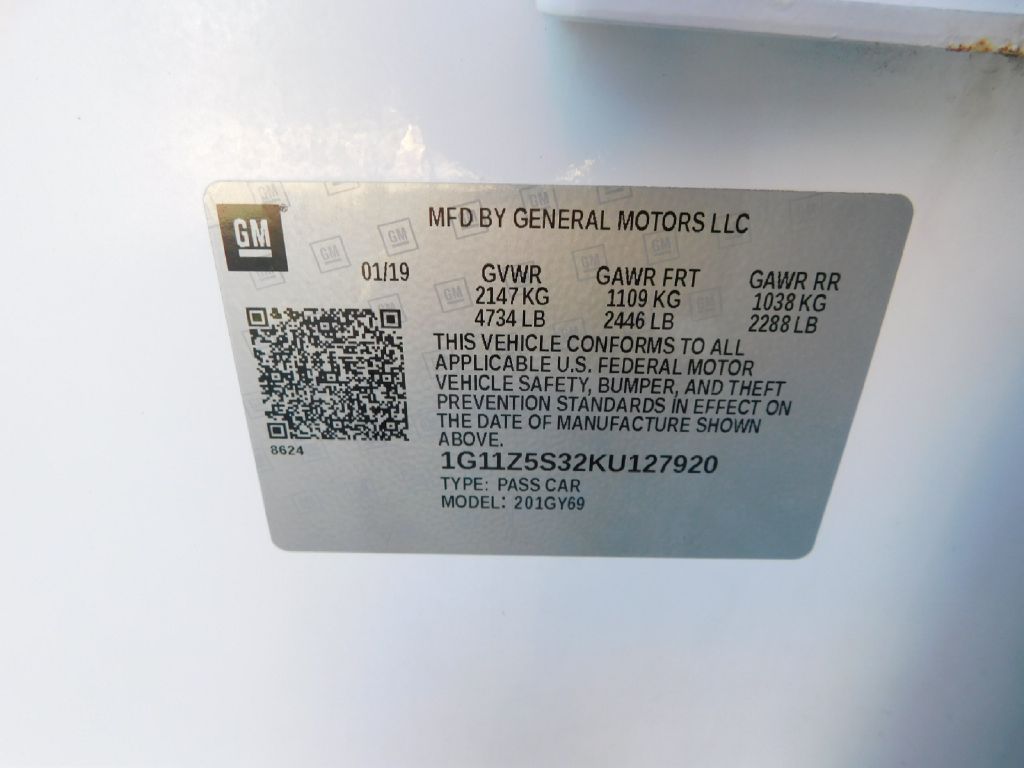 GM
MFD BY GENERAL MOTORS LLC
01/19
GVWR
2147 KG
4734 LB
GAWR FRT
1109 KG
2446 LB
GAWR RR
1038 KG
2288 LB
THIS VEHICLE CONFORMS TO ALL
APPLICABLE U.S. FEDERAL MOTOR
VEHICLE SAFETY, BUMPER, AND THEFT
PREVENTION STANDARDS IN EFFECT ON
THE DATE OF MANUFACTURE SHOWN
ABOVE.
8624
1G11Z5S32KU127920
TYPE: PASS CAR
MODEL: 201GY69